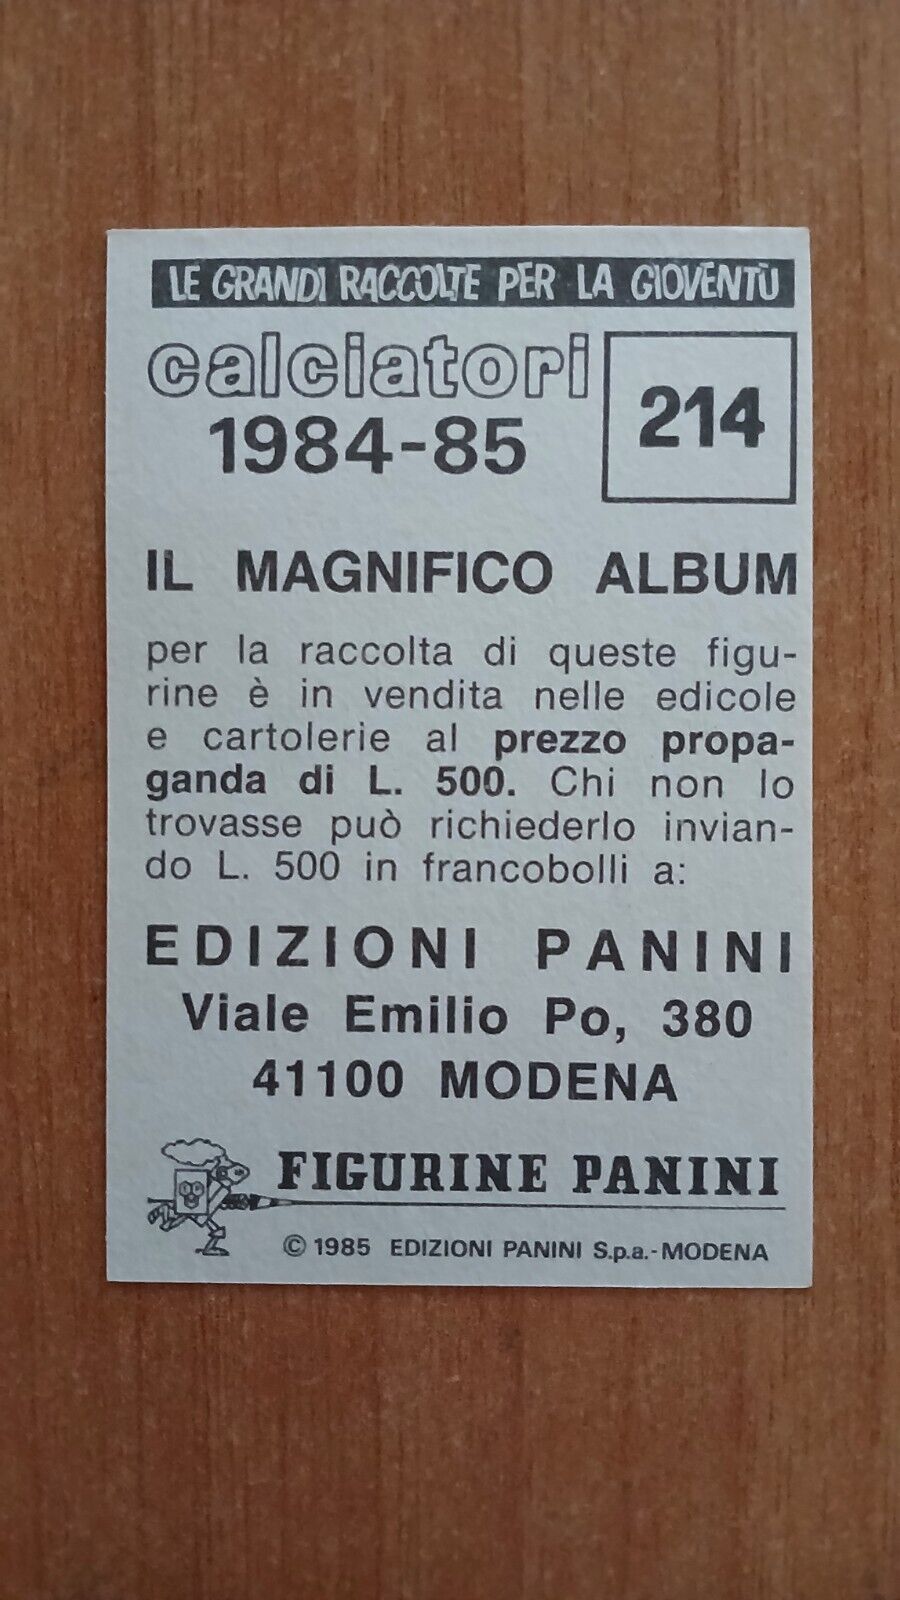 LE GRANDI RACCOLTE PER LA GIOVENTÙ
calciatori
1984-85
214
IL MAGNIFICO ALBUM
per la raccolta di queste figu-
rine è in vendita nelle edicole
e cartolerie al prezzo propa-
ganda di L. 500. Chi non lo
trovasse può richiederlo invian-
do L. 500 in francobolli a:
EDIZIONI PANINI
Viale Emilio Po, 380
41100 MODENA
FIGURINE PANINI
© 1985 EDIZIONI PANINI S.p.a.-MODENA